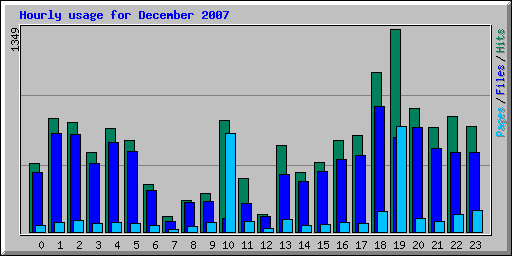 Hourly usage for December 2007
1349
Pages/Files/Hits
0 1 2 3 4 5 6 7 8 9 10 11 12 13 14 15 16 17 18 19 20 21 22 23